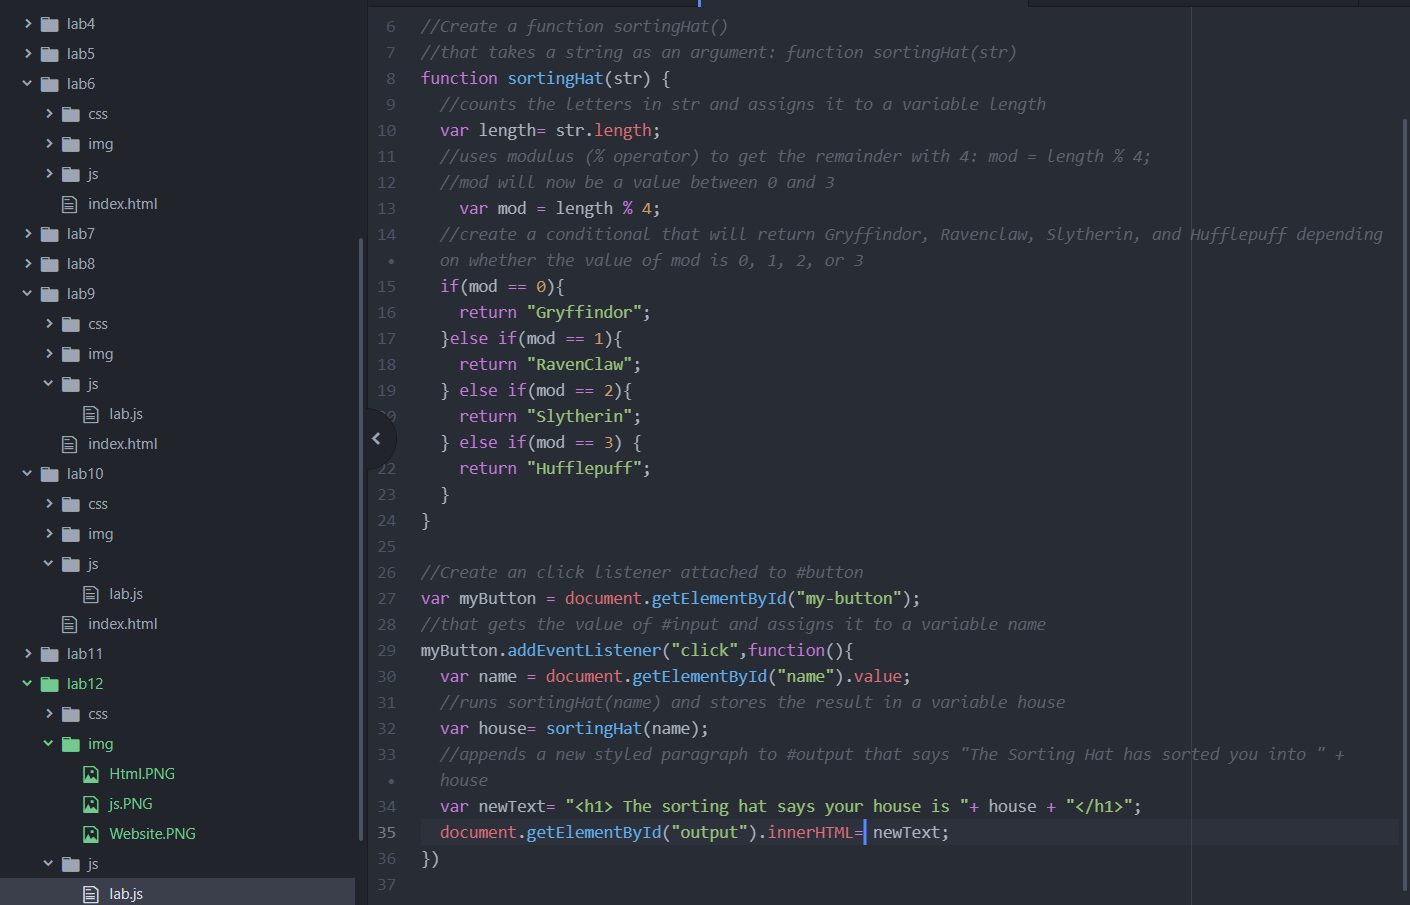 lab4
lab5
lab6
css
img
js
index.html
lab7
lab8
lab9
css
img
js
lab.js
index.html
lab10
css
img
js
lab.js
index.html
lab11
lab12
css
img
Html.PNG
js.PNG
Website.PNG
js
lab.js
6 //Create a function sortingHat()
7 //that takes a string as an argument: function sortingHat(str)
8 function sortingHat(str) {
9 //counts the letters in str and assigns it to a variable length
10 var length= str.length;
11 //uses modulus (% operator) to get the remainder with 4: mod = length % 4;
12 //mod will now be a value between 0 and 3
13 var mod = length % 4;
14 //create a conditional that will return Gryffindor, Ravenclaw, Slytherin, and Hufflepuff depending
• on whether the value of mod is 0, 1, 2, or 3
15 if(mod == 0){
16 return "Gryffindor";
17 }else if(mod == 1){
18 return "RavenClaw";
19 } else if(mod == 2){
20 return "Slytherin";
} else if(mod == 3) {
22 return "Hufflepuff";
23 }
24 }
25
26 //Create an click listener attached to #button
27 var myButton = document.getElementById("my-button");
28 //that gets the value of #input and assigns it to a variable name
29 myButton.addEventListener("click",function(){
30 var name = document.getElementById("name").value;
31 //runs sortingHat(name) and stores the result in a variable house
32 var house= sortingHat(name);
33 //appends a new styled paragraph to #output that says "The Sorting Hat has sorted you into " +
• house
34 var newText= "<h1> The sorting hat says your house is "+ house + "</h1>";
35 document.getElementById("output").innerHTML= newText;
36 })
37